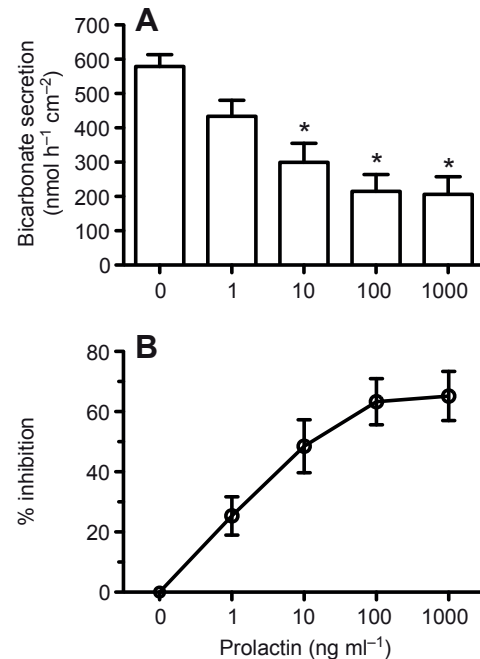 A
Bicarbonate secretion
(nmol h⁻¹ cm⁻²)
700
600
500
400
300
200
100
0
* * *
0 1 10 100 1000
B
% inhibition
80
60
40
20
0
0 1 10 100 1000
Prolactin (ng ml⁻¹)